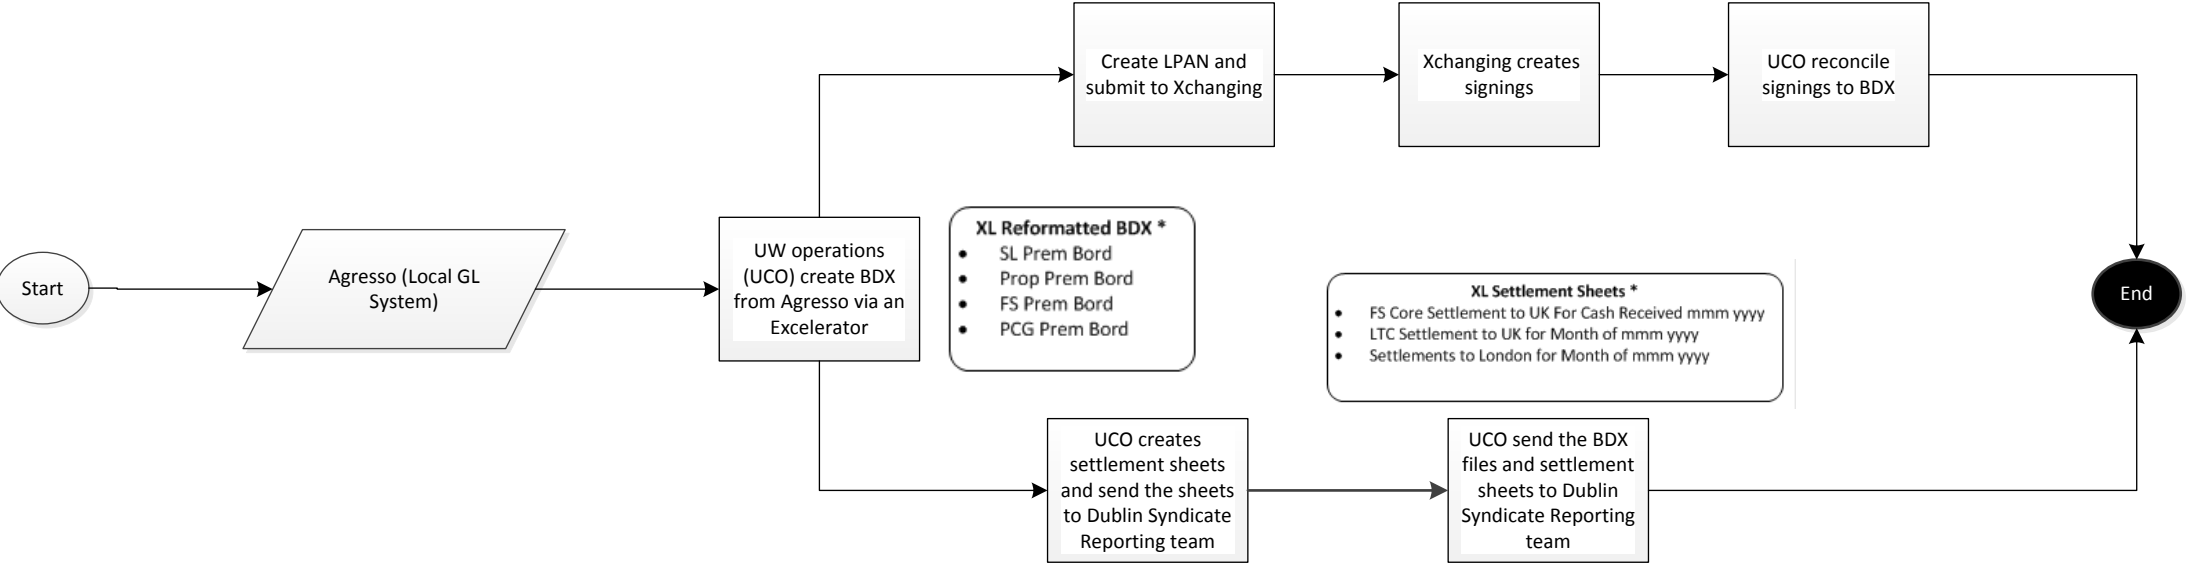 Start
Agresso (Local GL
System)
UW operations
(UCO) create BDX
from Agresso via an
Excelerator
Create LPAN and
submit to Xchanging
Xchanging creates
signings
UCO reconcile
signings to BDX
XL Reformatted BDX *
• SL Prem Bord
• Prop Prem Bord
• FS Prem Bord
• PCG Prem Bord
XL Settlement Sheets *
• FS Core Settlement to UK For Cash Received mmm yyyy
• LTC Settlement to UK for Month of mmm yyyy
• Settlements to London for Month of mmm yyyy
UCO creates
settlement sheets
and send the sheets
to Dublin Syndicate
Reporting team
UCO send the BDX
files and settlement
sheets to Dublin
Syndicate Reporting
team
End